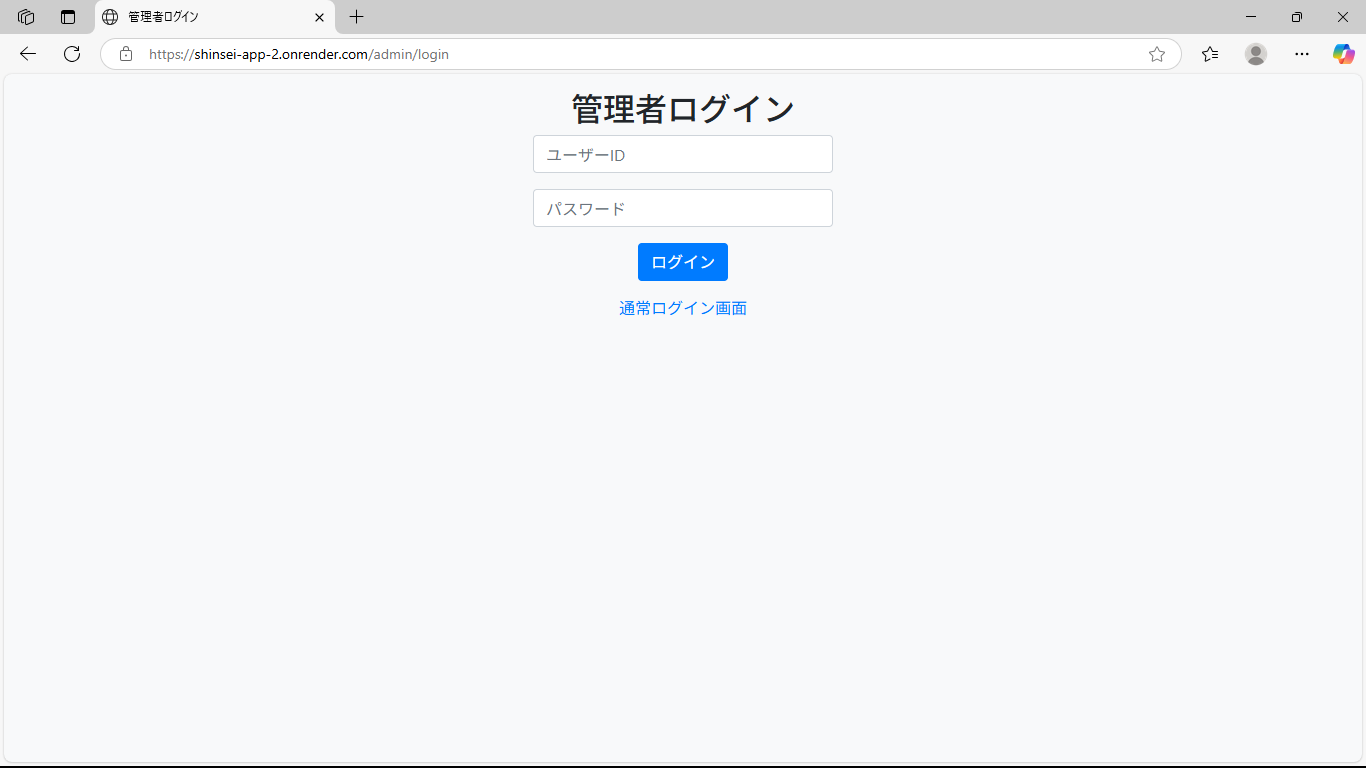 管理者ログイン
https://shinsei-app-2.onrender.com/admin/login
管理者ログイン
ユーザーID
パスワード
ログイン
通常ログイン画面